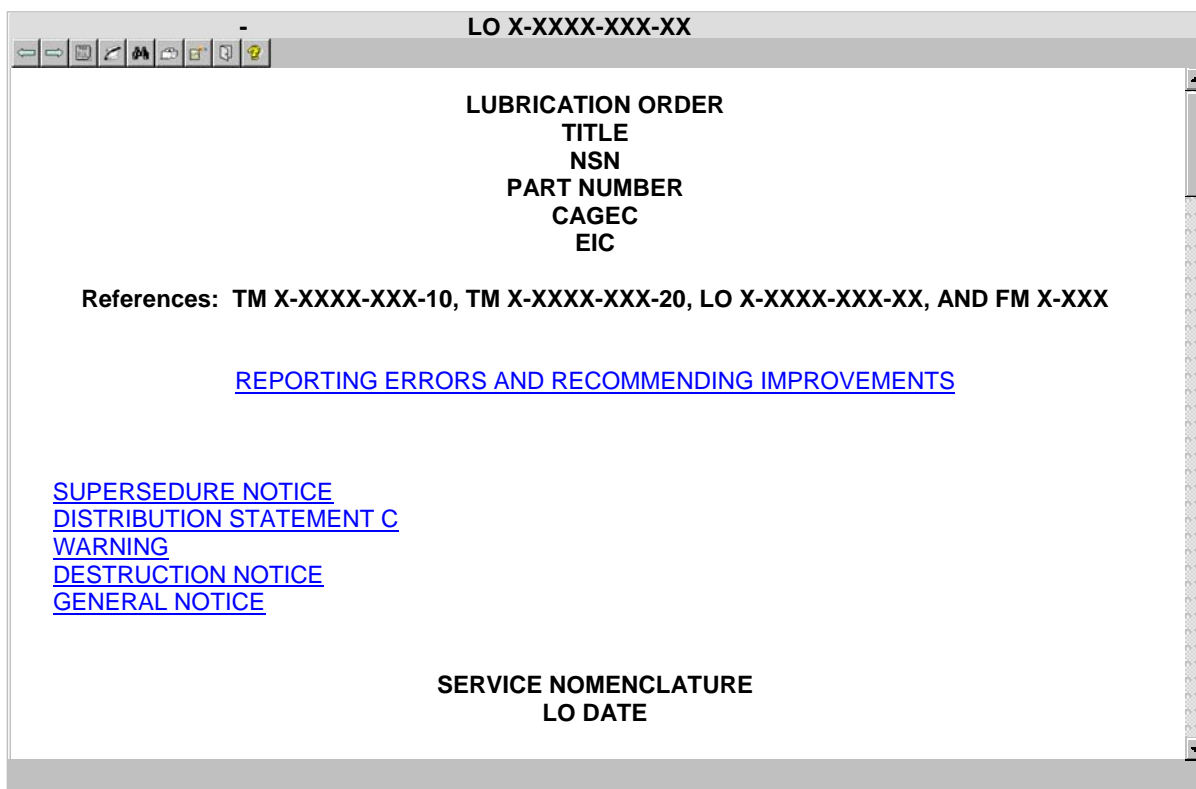 - LO X-XXXX-XXX-XX
LUBRICATION ORDER
TITLE
NSN
PART NUMBER
CAGEC
EIC
References: TM X-XXXX-XXX-10, TM X-XXXX-XXX-20, LO X-XXXX-XXX-XX, AND FM X-XXX
REPORTING ERRORS AND RECOMMENDING IMPROVEMENTS
SUPERSEDURE NOTICE
DISTRIBUTION STATEMENT C
WARNING
DESTRUCTION NOTICE
GENERAL NOTICE
SERVICE NOMENCLATURE
LO DATE